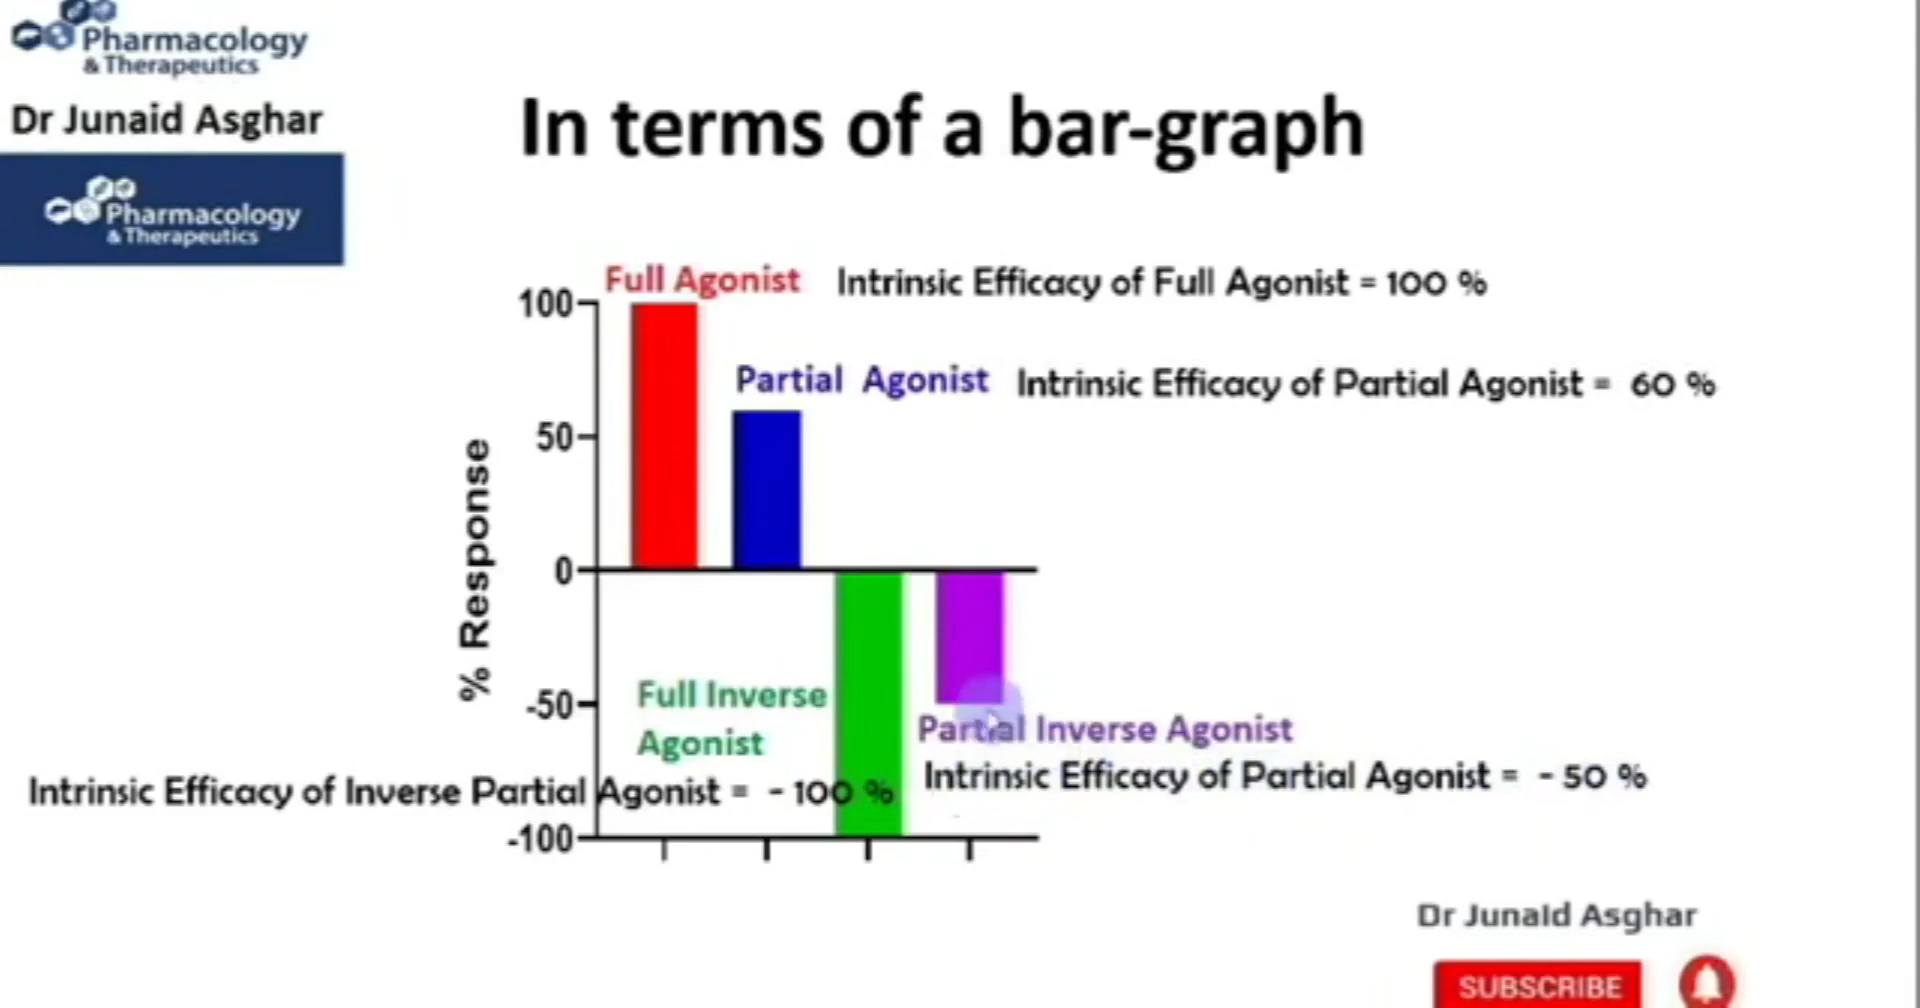 Pharmacology
& Therapeutics
Dr Junaid Asghar
Pharmacology
& Therapeutics
In terms of a bar-graph
Full Agonist
Intrinsic Efficacy of Full Agonist = 100 %
100
Partial Agonist
Intrinsic Efficacy of Partial Agonist = 60 %
50
% Response
0
Full Inverse
Agonist
-50
Partial Inverse Agonist
Intrinsic Efficacy of Partial Agonist = - 50 %
Intrinsic Efficacy of Inverse Partial Agonist = - 100 %
-100
Dr Junaid Asghar
SUBSCRIBE